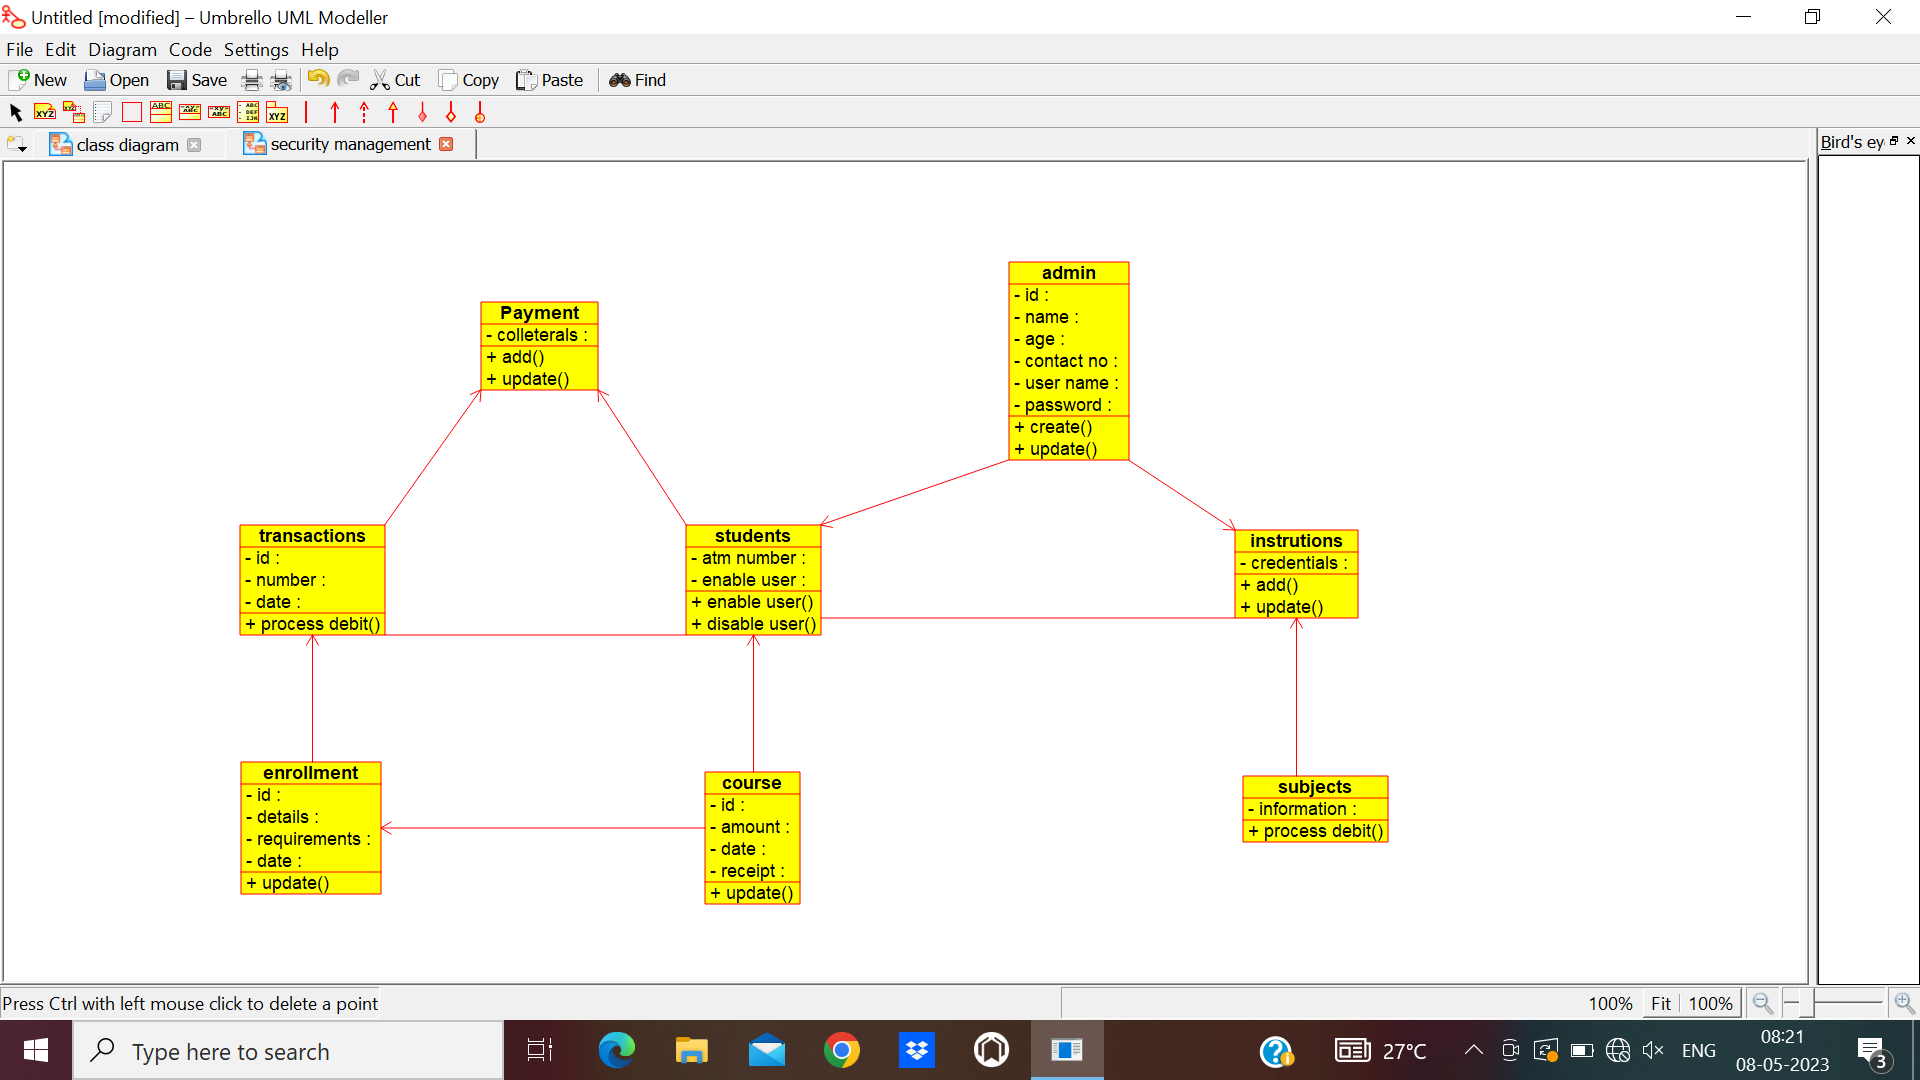 Untitled [modified] – Umbrello UML Modeller
File Edit Diagram Code Settings Help
New Open Save Cut Copy Paste Find
class diagram security management
Bird's ey
admin
- id :
- name :
- age :
- contact no :
- user name :
- password :
+ create()
+ update()
Payment
- colleterals :
+ add()
+ update()
transactions
- id :
- number :
- date :
+ process debit()
students
- atm number :
- enable user :
+ enable user()
+ disable user()
instrutions
- credentials :
+ add()
+ update()
enrollment
- id :
- details :
- requirements :
- date :
+ update()
course
- id :
- amount :
- date :
- receipt :
+ update()
subjects
- information :
+ process debit()
Press Ctrl with left mouse click to delete a point
100% Fit 100%
Type here to search
27°C
ENG
08:21
08-05-2023
3